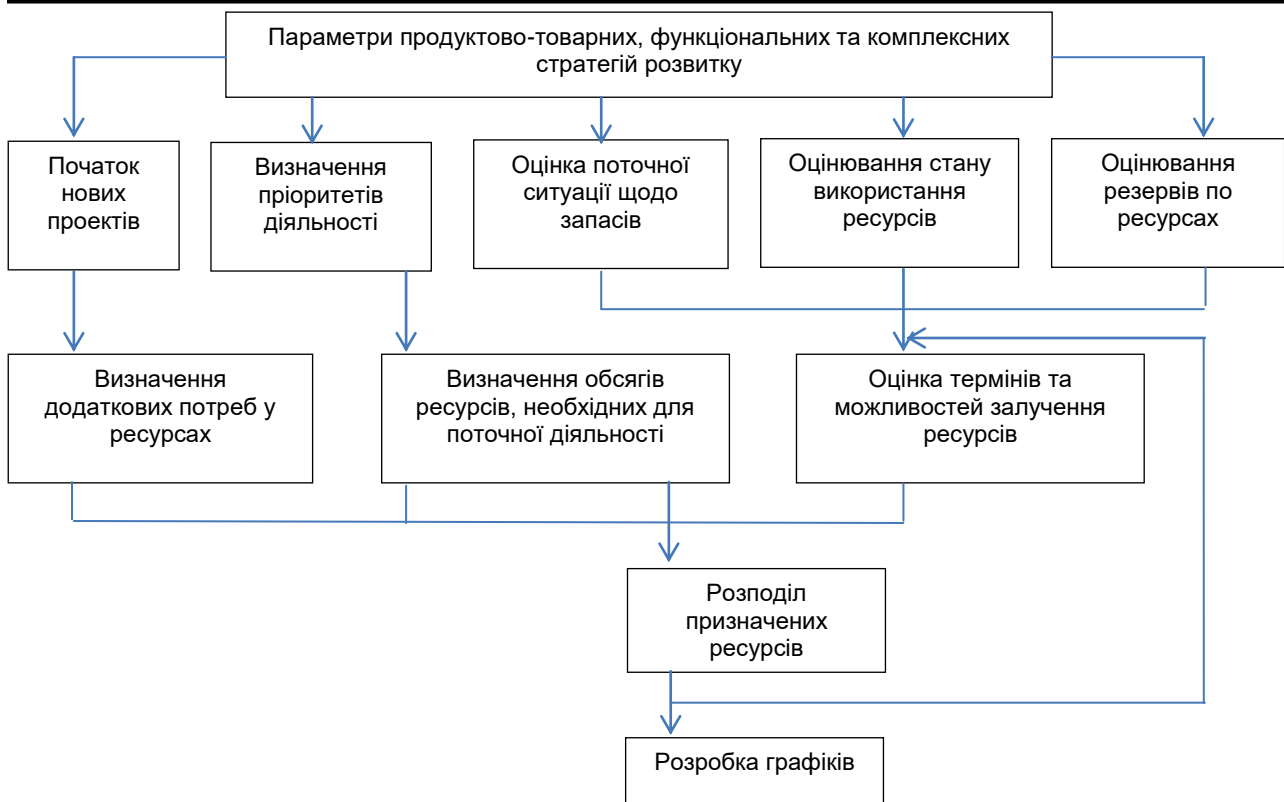 Параметри продуктово-товарних, функціональних та комплексних
стратегій розвитку
Початок
нових
проектів
Визначення
пріоритетів
діяльності
Оцінка поточної
ситуації щодо
запасів
Оцінювання стану
використання
ресурсів
Оцінювання
резервів по
ресурсах
Визначення
додаткових потреб у
ресурсах
Визначення обсягів
ресурсів, необхідних для
поточної діяльності
Оцінка термінів та
можливостей залучення
ресурсів
Розподіл
призначених
ресурсів
Розробка графіків